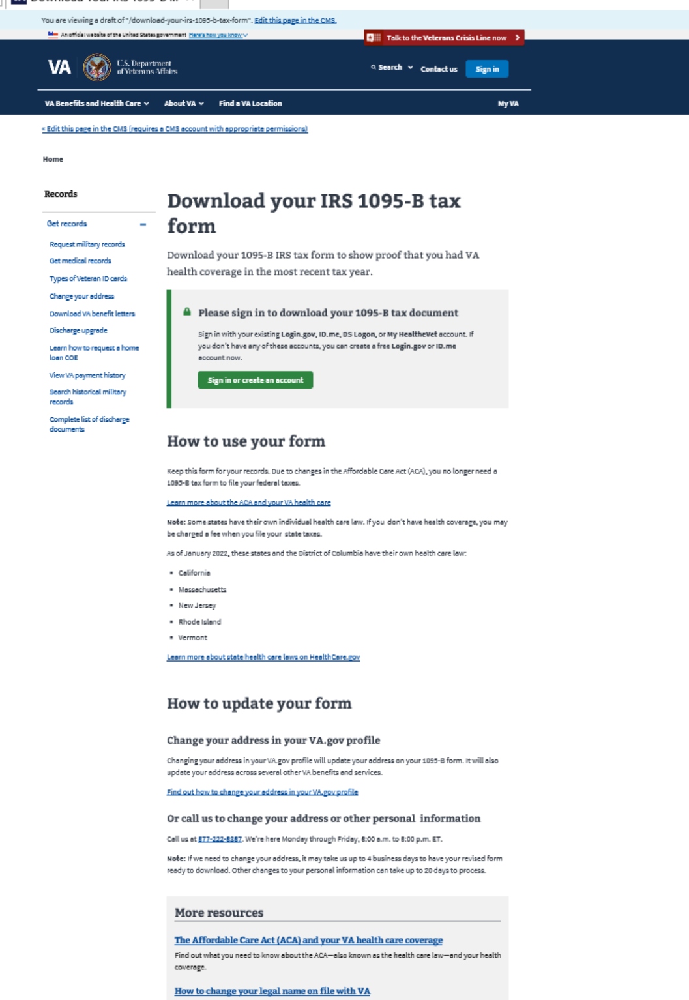 Download Your IRS 1095-B ...
You are viewing a draft of "/download-your-irs-1095-b-tax-form". Edit this page in the CMS.
An official website of the United States government Here's how you know
Talk to the Veterans Crisis Line now
VA
U.S. Department
of Veterans Affairs
Search
Contact us
Sign in
VA Benefits and Health Care
About VA
Find a VA Location
My VA
« Edit this page in the CMS (requires a CMS account with appropriate permissions)
Home
Records
Get records
Request military records
Get medical records
Types of Veteran ID cards
Change your address
Download VA benefit letters
Discharge upgrade
Learn how to request a home
loan COE
View VA payment history
Search historical military
records
Complete list of discharge
documents
Download your IRS 1095-B tax
form
Download your 1095-B IRS tax form to show proof that you had VA
health coverage in the most recent tax year.
Please sign in to download your 1095-B tax document
Sign in with your existing Login.gov, ID.me, DS Logon, or My HealtheVet account. If
you don't have any of these accounts, you can create a free Login.gov or ID.me
account now.
Sign in or create an account
How to use your form
Keep this form for your records. Due to changes in the Affordable Care Act (ACA), you no longer need a
1095-B tax form to file your federal taxes.
Learn more about the ACA and your VA health care
Note: Some states have their own individual health care law. If you don't have health coverage, you may
be charged a fee when you file your state taxes.
As of January 2022, these states and the District of Columbia have their own health care law:
▪ California
▪ Massachusetts
▪ New Jersey
▪ Rhode Island
▪ Vermont
Learn more about state health care laws on HealthCare.gov
How to update your form
Change your address in your VA.gov profile
Changing your address in your VA.gov profile will update your address on your 1095-B form. It will also
update your address across several other VA benefits and services.
Find out how to change your address in your VA.gov profile
Or call us to change your address or other personal information
Call us at 877-222-8387. We're here Monday through Friday, 8:00 a.m. to 8:00 p.m. ET.
Note: If we need to change your address, it may take us up to 4 business days to have your revised form
ready to download. Other changes to your personal information can take up to 20 days to process.
More resources
The Affordable Care Act (ACA) and your VA health care coverage
Find out what you need to know about the ACA—also known as the health care law—and your health
coverage.
How to change your legal name on file with VA